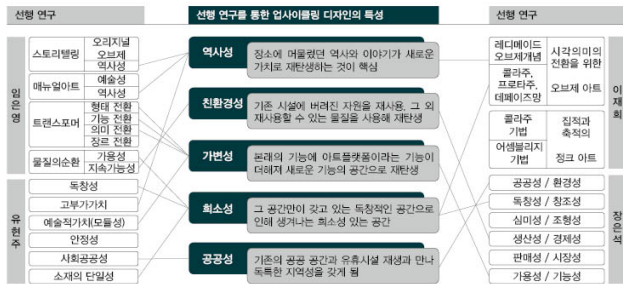 선행 연구
선행 연구를 통한 업사이클링 디자인의 특성
선행 연구
임은영
스토리텔링
오리지널
오브제
역사성
매뉴얼아트
예술성
역사성
트랜스포머
형태 전환
기능 전환
의미 전환
장르 전환
물질의순환
가용성
지속가능성
유현주
독창성
고부가가치
예술적가치(모듈성)
안정성
사회공공성
소재의 단일성
역사성
장소에 머물렀던 역사와 이야기가 새로운
가치로 재탄생하는 것이 핵심
친환경성
기존 시설에 버려진 자원을 재사용. 그 외
재사용할 수 있는 물질을 사용해 재탄생
가변성
본래의 기능에 아트플랫폼이라는 기능이
더해져 새로운 기능의 공간으로 재탄생
희소성
그 공간만이 갖고 있는 독창적인 공간으로
인해 생겨나는 희소성 있는 공간
공공성
기존의 공공 공간과 유휴시설 재생과 만나
독특한 지역성을 갖게 됨
레디메이드
오브제개념
콜라주,
프로타주,
데페이즈망
시각의미의
전환을 위한
오브제 아트
콜라주
기법
어셈블리지
기법
집적과
축적의
정크 아트
이재희
공공성 / 환경성
독창성 / 창조성
심미성 / 조형성
생산성 / 경제성
판매성 / 시장성
가용성 / 기능성
장은석